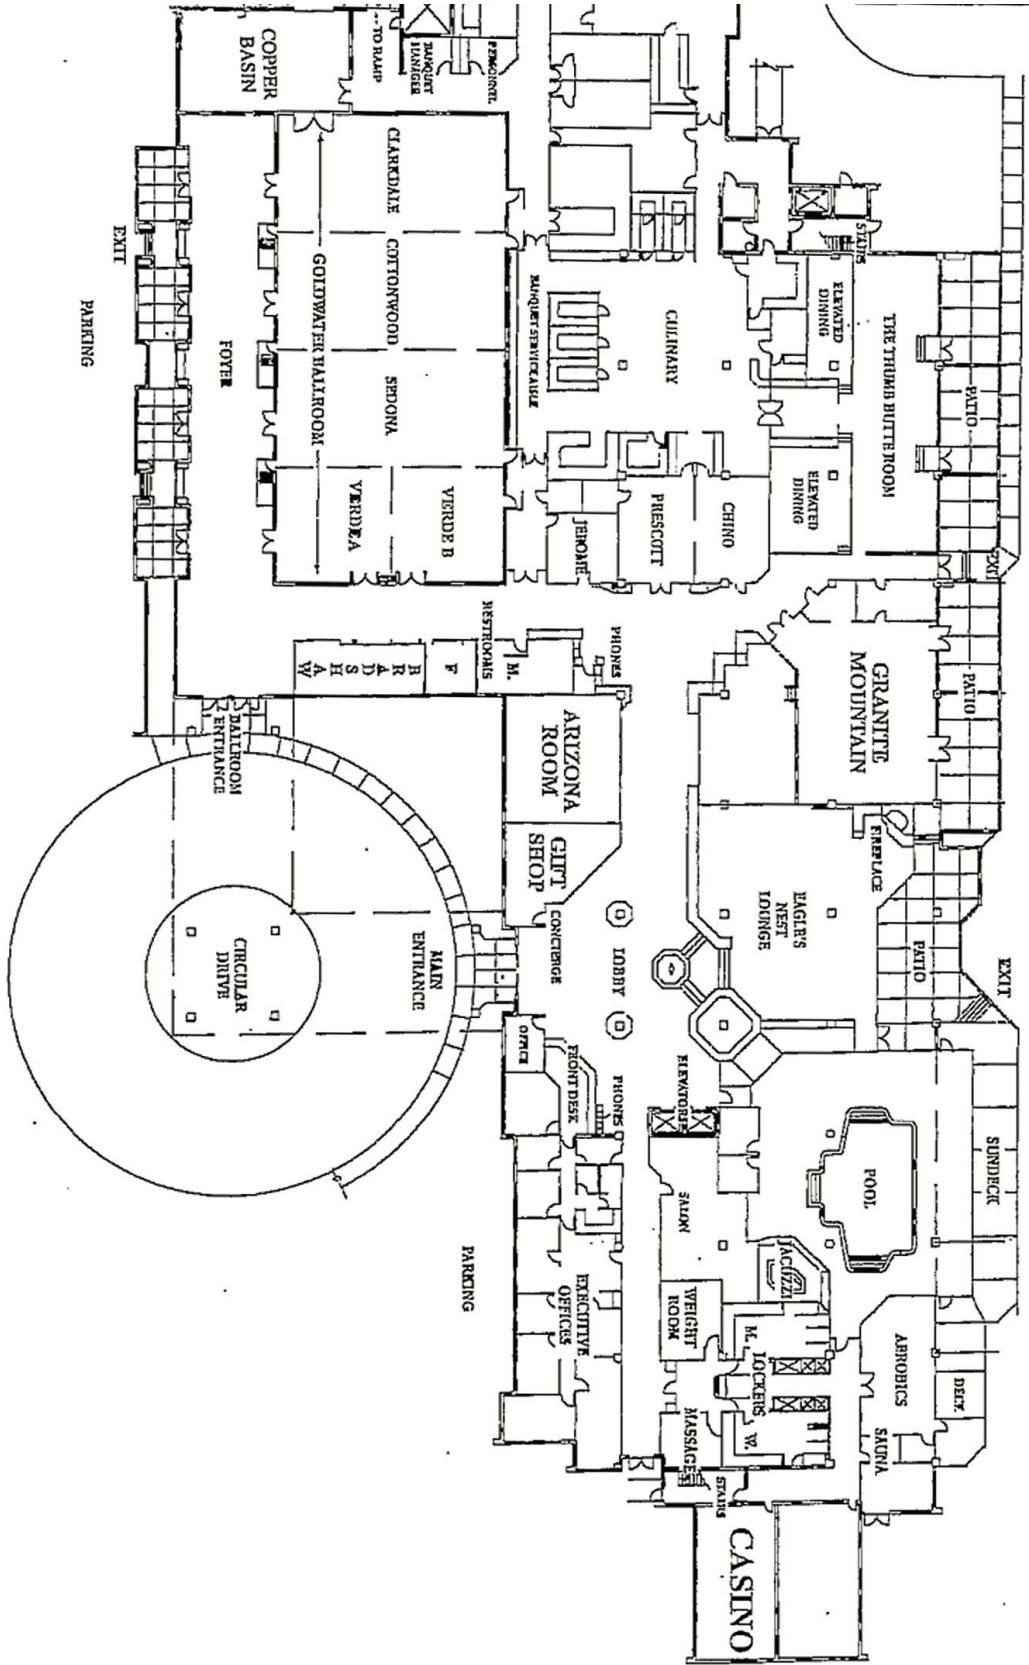 COPPER
BASIN
TO RAMP
BANQUET
MANAGER
PERSONNEL
CLARKDALE
COTTONWOOD
SEDONA
VERDE A
VERDE B
GOLDWATER BALLROOM
FOYER
EXIT
PARKING
BANQUET SERVICE AISLE
CULINARY
STAIRS
ELEVATED
DINING
THE THUMB BUTTE ROOM
PATIO
ELEVATED
DINING
CHINO
PRESCOTT
JEROME
EXIT
RESTROOMS
M.
F
BRADSHAW
PHONES
GRANITE
MOUNTAIN
PATIO
ARIZONA
ROOM
GIFT
SHOP
BALLROOM
ENTRANCE
CIRCULAR
DRIVE
MAIN
ENTRANCE
CONCIERGE
LOBBY
EAGLE'S
NEST
LOUNGE
FIREPLACE
PATIO
EXIT
OFFICE
FRONT DESK
PHONES
ELEVATORS
SALON
POOL
SUNDECK
JACUZZI
PARKING
EXECUTIVE
OFFICES
WEIGHT
ROOM
M.
LOCKERS
W.
MASSAGE
AEROBICS
DECK
SAUNA
STAIRS
CASINO